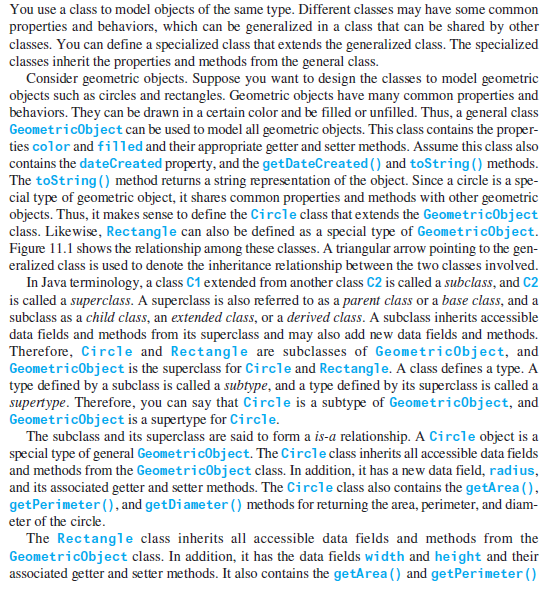 You use a class to model objects of the same type. Different classes may have some common
properties and behaviors, which can be generalized in a class that can be shared by other
classes. You can define a specialized class that extends the generalized class. The specialized
classes inherit the properties and methods from the general class.
Consider geometric objects. Suppose you want to design the classes to model geometric
objects such as circles and rectangles. Geometric objects have many common properties and
behaviors. They can be drawn in a certain color and be filled or unfilled. Thus, a general class
GeometricObject can be used to model all geometric objects. This class contains the proper-
ties color and filled and their appropriate getter and setter methods. Assume this class also
contains the dateCreated property, and the getDateCreated() and toString() methods.
The toString() method returns a string representation of the object. Since a circle is a spe-
cial type of geometric object, it shares common properties and methods with other geometric
objects. Thus, it makes sense to define the Circle class that extends the GeometricObject
class. Likewise, Rectangle can also be defined as a special type of GeometricObject.
Figure 11.1 shows the relationship among these classes. A triangular arrow pointing to the gen-
eralized class is used to denote the inheritance relationship between the two classes involved.
In Java terminology, a class C1 extended from another class C2 is called a subclass, and C2
is called a superclass. A superclass is also referred to as a parent class or a base class, and a
subclass as a child class, an extended class, or a derived class. A subclass inherits accessible
data fields and methods from its superclass and may also add new data fields and methods.
Therefore, Circle and Rectangle are subclasses of GeometricObject, and
GeometricObject is the superclass for Circle and Rectangle. A class defines a type. A
type defined by a subclass is called a subtype, and a type defined by its superclass is called a
supertype. Therefore, you can say that Circle is a subtype of GeometricObject, and
GeometricObject is a supertype for Circle.
The subclass and its superclass are said to form a is-a relationship. A Circle object is a
special type of general GeometricObject. The Circle class inherits all accessible data fields
and methods from the GeometricObject class. In addition, it has a new data field, radius,
and its associated getter and setter methods. The Circle class also contains the getArea(),
getPerimeter(), and getDiameter() methods for returning the area, perimeter, and diam-
eter of the circle.
The Rectangle class inherits all accessible data fields and methods from the
GeometricObject class. In addition, it has the data fields width and height and their
associated getter and setter methods. It also contains the getArea() and getPerimeter()